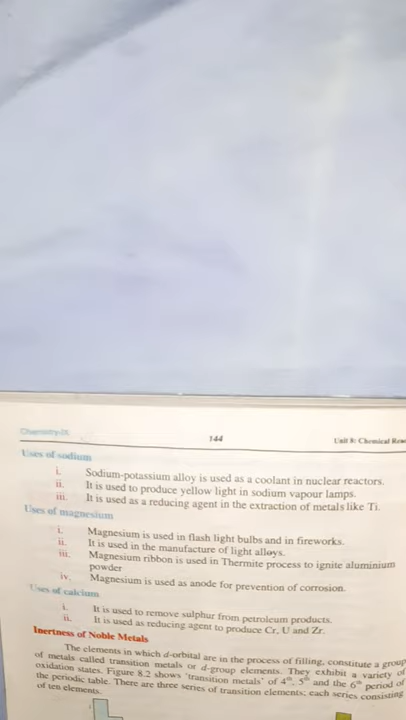 Chemistry-IX 144 Unit 8: Chemical
Uses of sodium
i. Sodium-potassium alloy is used as a coolant in nuclear reactors.
ii. It is used to produce yellow light in sodium vapour lamps.
iii. It is used as a reducing agent in the extraction of metals like Ti.
Uses of magnesium
i. Magnesium is used in flash light bulbs and in fireworks.
ii. It is used in the manufacture of light alloys.
iii. Magnesium ribbon is used in Thermite process to ignite aluminium
powder
iv. Magnesium is used as anode for prevention of corrosion.
Uses of calcium
i. It is used to remove sulphur from petroleum products.
ii. It is used as reducing agent to produce Cr, U and Zr.
Inertness of Noble Metals
The elements in which d-orbital are in the process of filling, constitute a group
of metals called transition metals or d-group elements. They exhibit a variety of
oxidation states. Figure 8.2 shows 'transition metals' of 4th, 5th and the 6th period of
the periodic table. There are three series of transition elements; each series consisting
of ten elements.